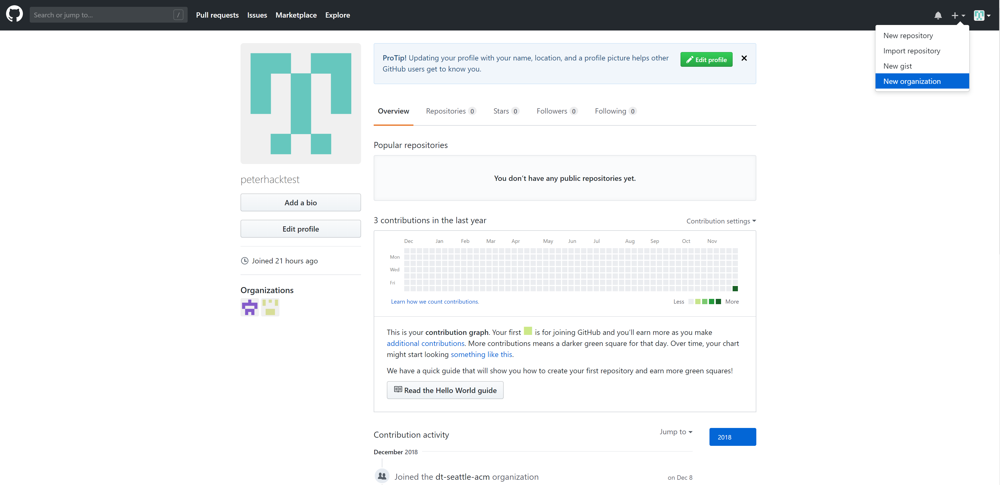 Search or jump to... /
Pull requests Issues Marketplace Explore
New repository
Import repository
New gist
New organization
ProTip! Updating your profile with your name, location, and a profile picture helps other
GitHub users get to know you.
Edit profile
Overview Repositories 0 Stars 0 Followers 0 Following 0
Popular repositories
You don’t have any public repositories yet.
peterhacktest
Add a bio
Edit profile
Joined 21 hours ago
Organizations
3 contributions in the last year
Contribution settings
Dec Jan Feb Mar Apr May Jun Jul Aug Sep Oct Nov
Mon
Wed
Fri
Learn how we count contributions.
Less More
This is your contribution graph. Your first is for joining GitHub and you’ll earn more as you make
additional contributions. More contributions means a darker green square for that day. Over time, your chart
might start looking something like this.
We have a quick guide that will show you how to create your first repository and earn more green squares!
Read the Hello World guide
Contribution activity
Jump to
2018
December 2018
Joined the dt-seattle-acm organization
on Dec 8